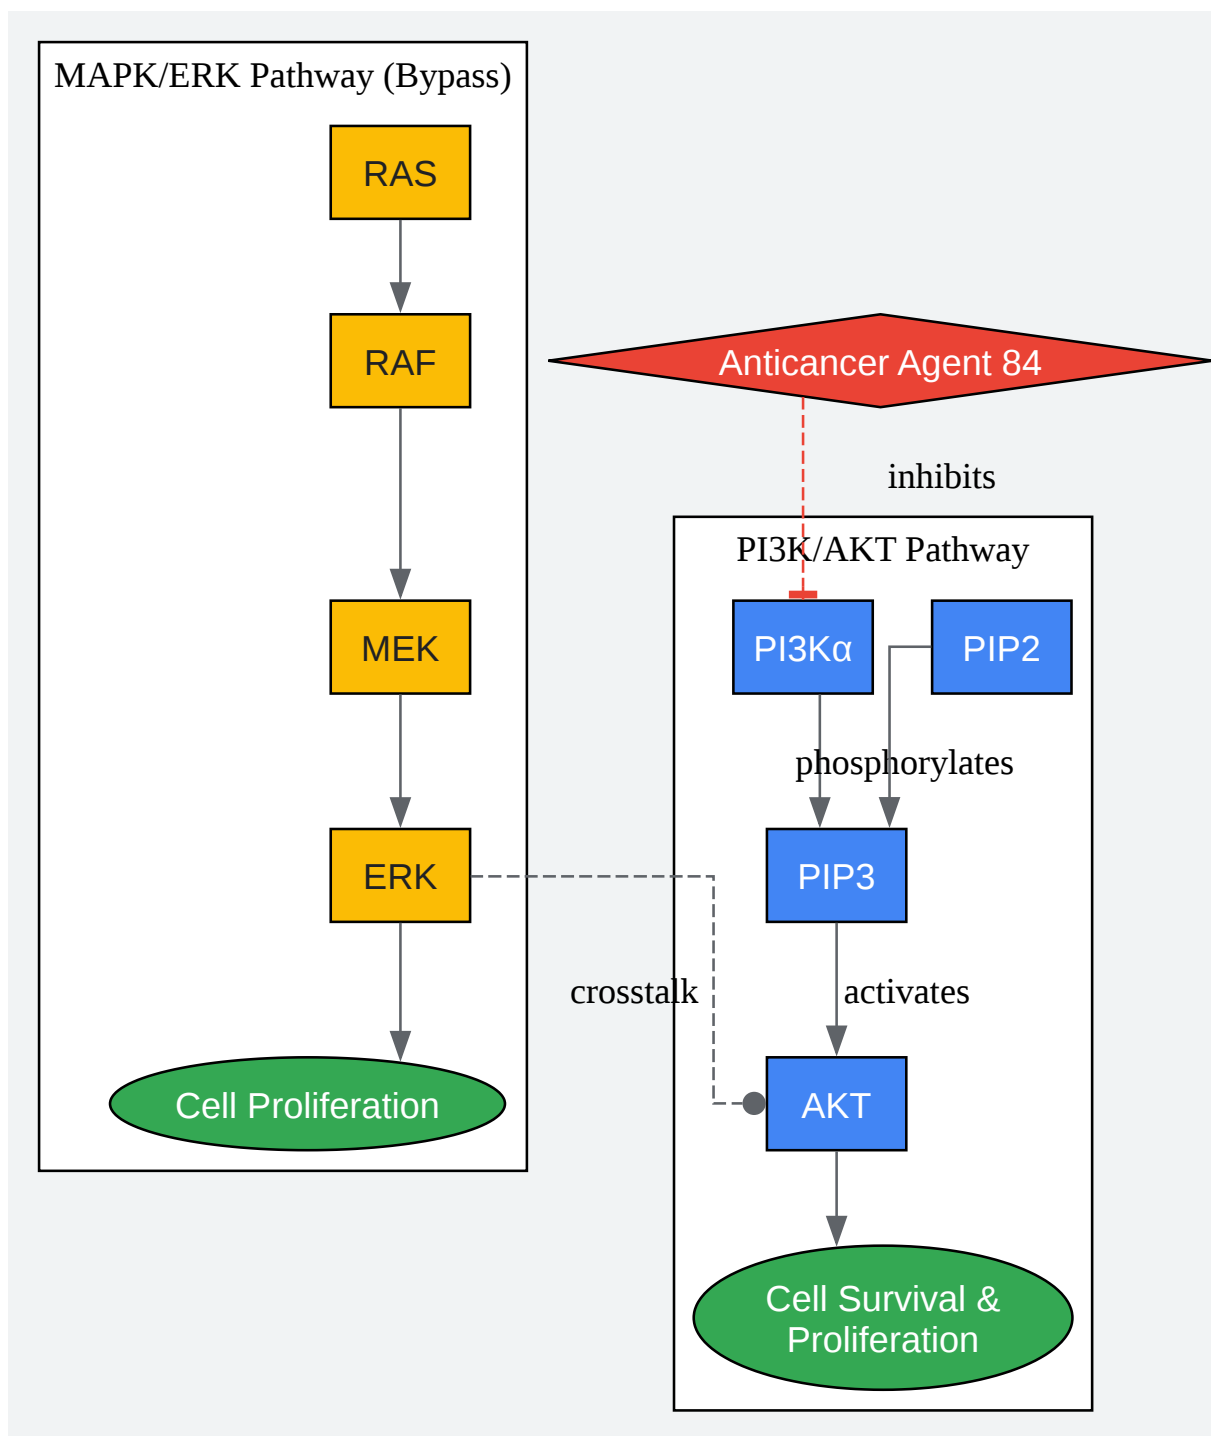 MAPK/ERK Pathway (Bypass)
RAS
RAF
Anticancer Agent 84
inhibits
PI3K/AKT Pathway
MEK
PI3Kα
PIP2
phosphorylates
ERK
PIP3
crosstalk
activates
Cell Proliferation
AKT
Cell Survival &
Proliferation